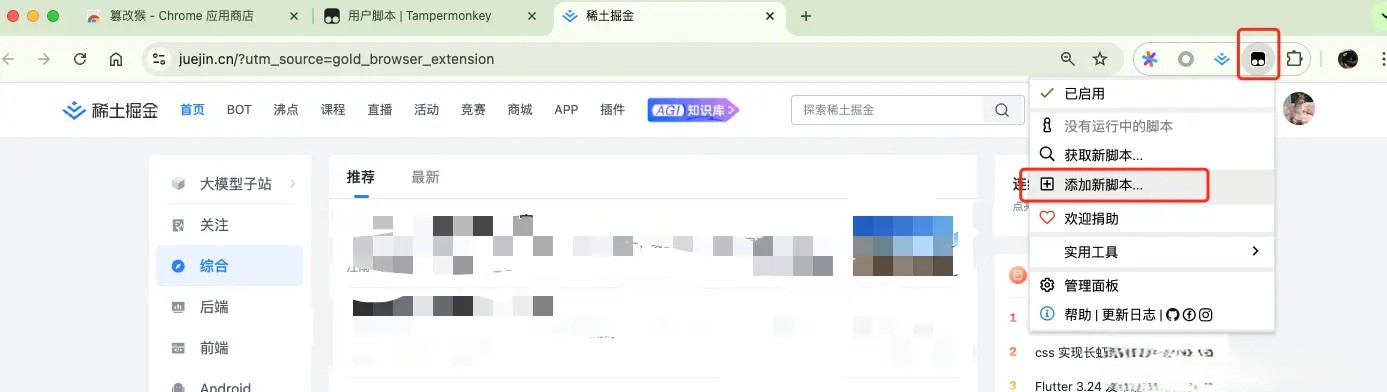 篡改猴 - Chrome 应用商店
用户脚本 | Tampermonkey
稀土掘金
juejin.cn/?utm_source=gold_browser_extension
稀土掘金 首页 BOT 沸点 课程 直播 活动 竞赛 商城 APP 插件 AGI 知识库 探索稀土掘金
已启用
没有运行中的脚本
获取新脚本...
添加新脚本...
欢迎捐助
实用工具
管理面板
帮助 | 更新日志 |
大模型子站
关注
综合
后端
前端
Android
推荐 最新
1
2 css 实现长
3 Flutter 3.24